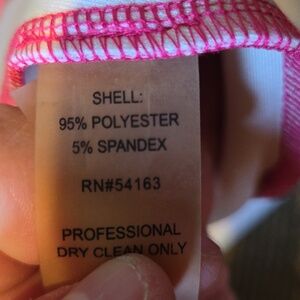 SHELL:
95% POLYESTER
5% SPANDEX
RN#54163
PROFESSIONAL
DRY CLEAN ONLY